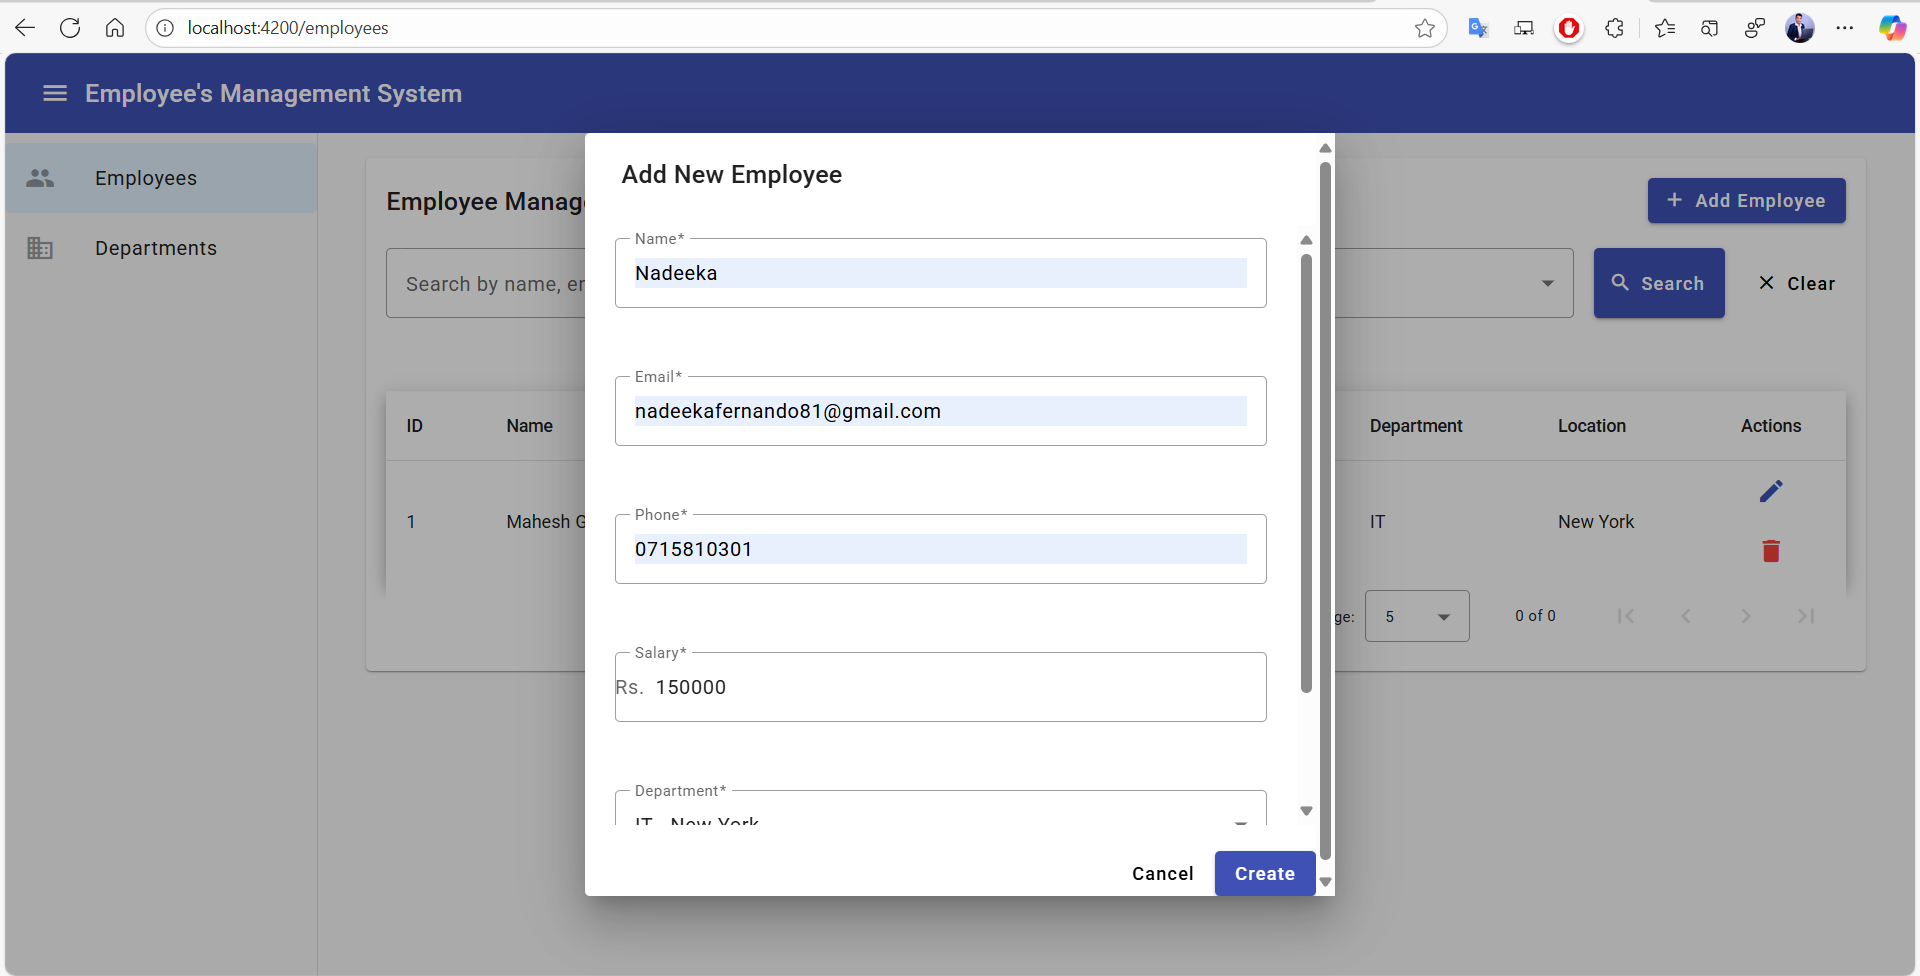 localhost:4200/employees
Employee's Management System
Employees
Departments
Employee Manag
Add Employee
Search by name, en
Search
Clear
Add New Employee
Name*
Nadeeka
Email*
nadeekafernando81@gmail.com
Phone*
0715810301
Salary*
Rs. 150000
Department*
IT - New York
Cancel
Create
ID Name Department Location Actions
1 Mahesh G IT New York
ge: 5 0 of 0